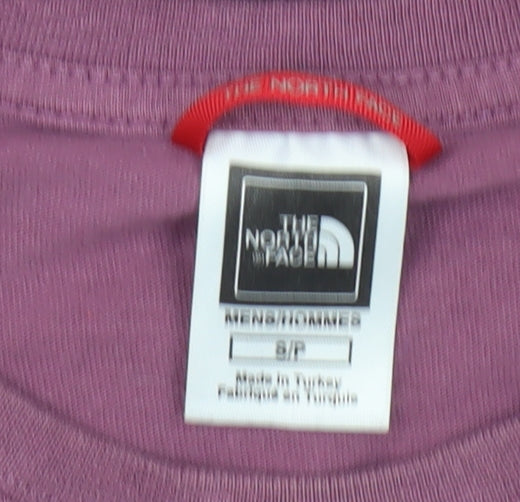 THE NORTH FACE
THE
NORTH
FACE
MENS/HOMMES
S/P
Made in Turkey
Fabriqué en Turquie